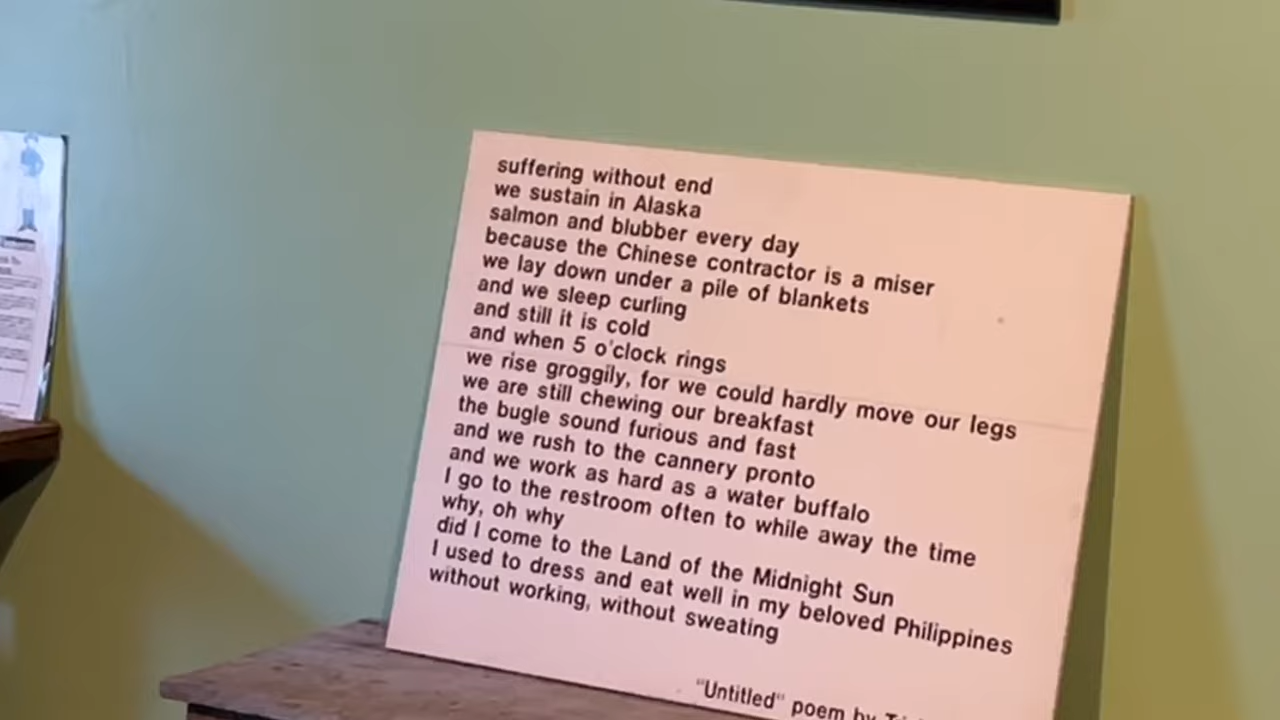 suffering without end
we sustain in Alaska
salmon and blubber every day
because the Chinese contractor is a miser
we lay down under a pile of blankets
and we sleep curling
and still it is cold
and when 5 o'clock rings
we rise groggily, for we could hardly move our legs
we are still chewing our breakfast
the bugle sound furious and fast
and we rush to the cannery pronto
and we work as hard as a water buffalo
I go to the restroom often to while away the time
why, oh why
did I come to the Land of the Midnight Sun
I used to dress and eat well in my beloved Philippines
without working, without sweating
"Untitled" poem by